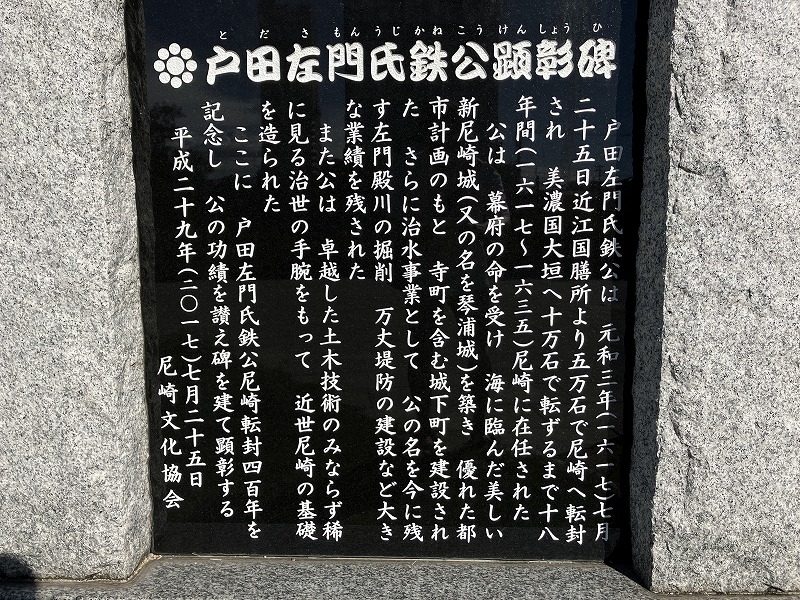 とださもんうじかねこうけんしょうひ
戸田左門氏鉄公顕彰碑
戸田左門氏鉄公は 元和三年(一六一七)七月
二十五日近江国膳所より五万石で尼崎へ転封
され 美濃国大垣へ十万石で転ずるまで十八
年間(一六一七〜一六三五)尼崎に在任された
公は 幕府の命を受け 海に臨んだ美しい
新尼崎城(又の名を琴浦城)を築き 優れた都
市計画のもと 寺町を含む城下町を建設され
た さらに治水事業として 公の名を今に残
す左門殿川の掘削 万丈堤防の建設など大き
な業績を残された
また公は 卓越した土木技術のみならず稀
に見る治世の手腕をもって 近世尼崎の基礎
を造られた
ここに 戸田左門氏鉄公尼崎転封四百年を
記念し 公の功績を讃え碑を建て顕彰する
平成二十九年(二〇一七)七月二十五日
尼崎文化協会